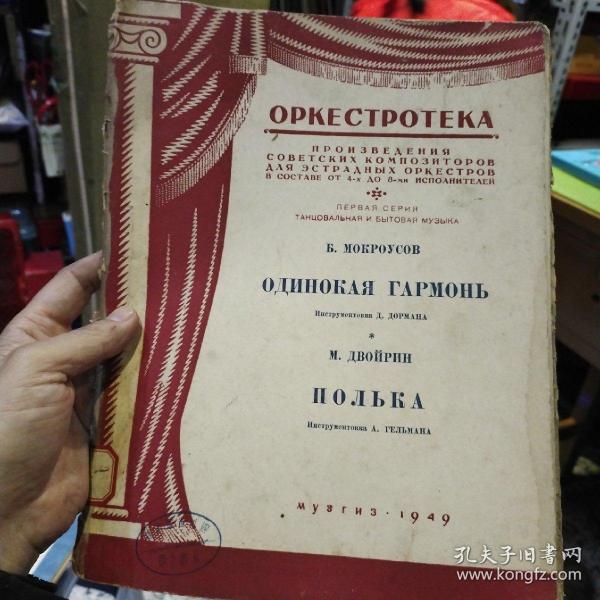 ОРКЕСТРОТЕКА
ПРОИЗВЕДЕНИЯ
СОВЕТСКИХ КОМПОЗИТОРОВ
ДЛЯ ЭСТРАДНЫХ ОРКЕСТРОВ
В СОСТАВЕ ОТ 4-х ДО 8-ми ИСПОЛНИТЕЛЕЙ
ПЕРВАЯ СЕРИЯ
ТАНЦОВАЛЬНАЯ И БЫТОВАЯ МУЗЫКА
Б. МОКРОУСОВ
ОДИНОКАЯ ГАРМОНЬ
Инструментовка Д. ДОРМАНА
*
М. ДВОЙРИН
ПОЛЬКА
Инструментовка А. ГЕЛЬМАНА
МУЗГИЗ · 1949
孔夫子旧书网
www.kongfz.com